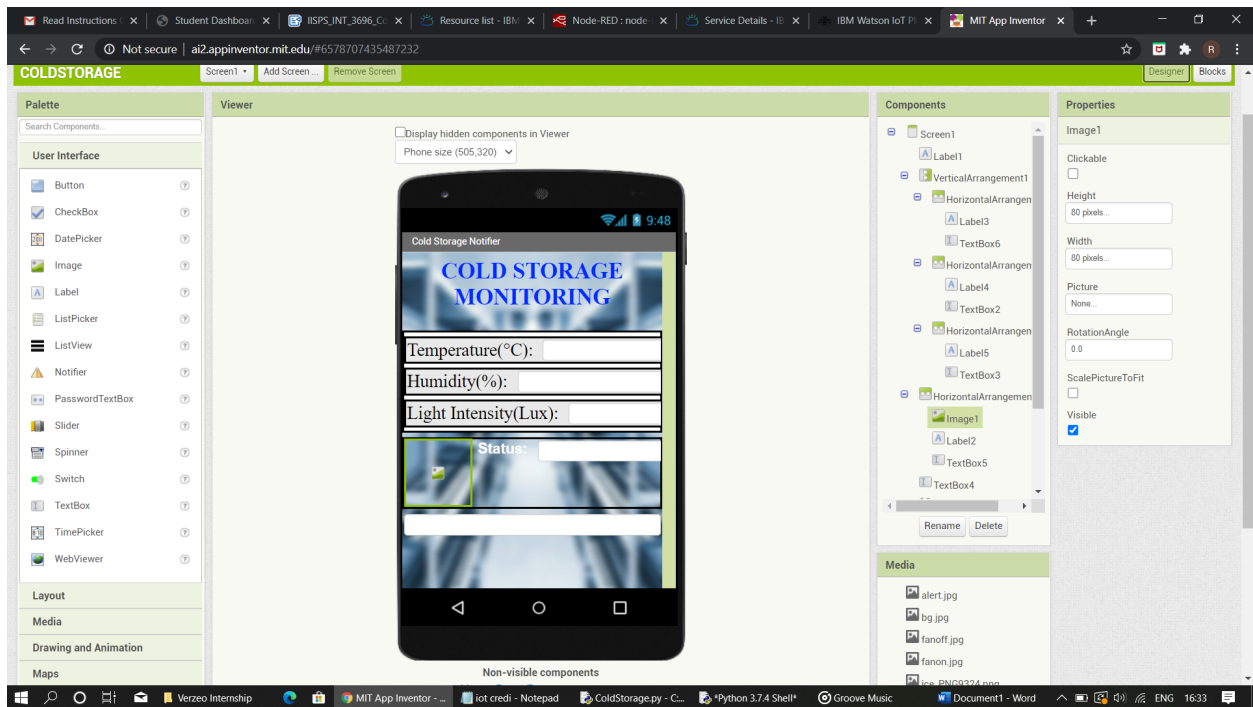 Read Instructions (
Student Dashboar
IISPS_INT_3696_Co
Resource list - IBM
Node-RED : node-
Service Details - IB
IBM Watson IoT Pl
MIT App Inventor
Not secure | ai2.appinventor.mit.edu/#6578707435487232
R
COLDSTORAGE
Screen1
Add Screen ...
Remove Screen
Designer
Blocks
Palette
Search Components...
User Interface
Button
CheckBox
DatePicker
Image
Label
ListPicker
ListView
Notifier
PasswordTextBox
Slider
Spinner
Switch
TextBox
TimePicker
WebViewer
Layout
Media
Drawing and Animation
Maps
Viewer
Display hidden components in Viewer
Phone size (505,320)
9:48
Cold Storage Notifier
COLD STORAGE
MONITORING
Temperature(°C):
Humidity(%):
Light Intensity(Lux):
Status:
Non-visible components
Components
Screen1
Label1
VerticalArrangement1
HorizontalArrangen
Label3
TextBox6
HorizontalArrangen
Label4
TextBox2
HorizontalArrangen
Label5
TextBox3
HorizontalArrangemen
Image1
Label2
TextBox5
TextBox4
Rename
Delete
Media
alert.jpg
bg.jpg
fanoff.jpg
fanon.jpg
ice_PNG9324.png
Properties
Image1
Clickable
Height
80 pixels...
Width
80 pixels...
Picture
None...
RotationAngle
0.0
ScalePictureToFit
Visible
Verzeo Internship
MIT App Inventor - ...
iot credi - Notepad
ColdStorage.py - C...
*Python 3.7.4 Shell*
Groove Music
Document1 - Word
ENG
16:33